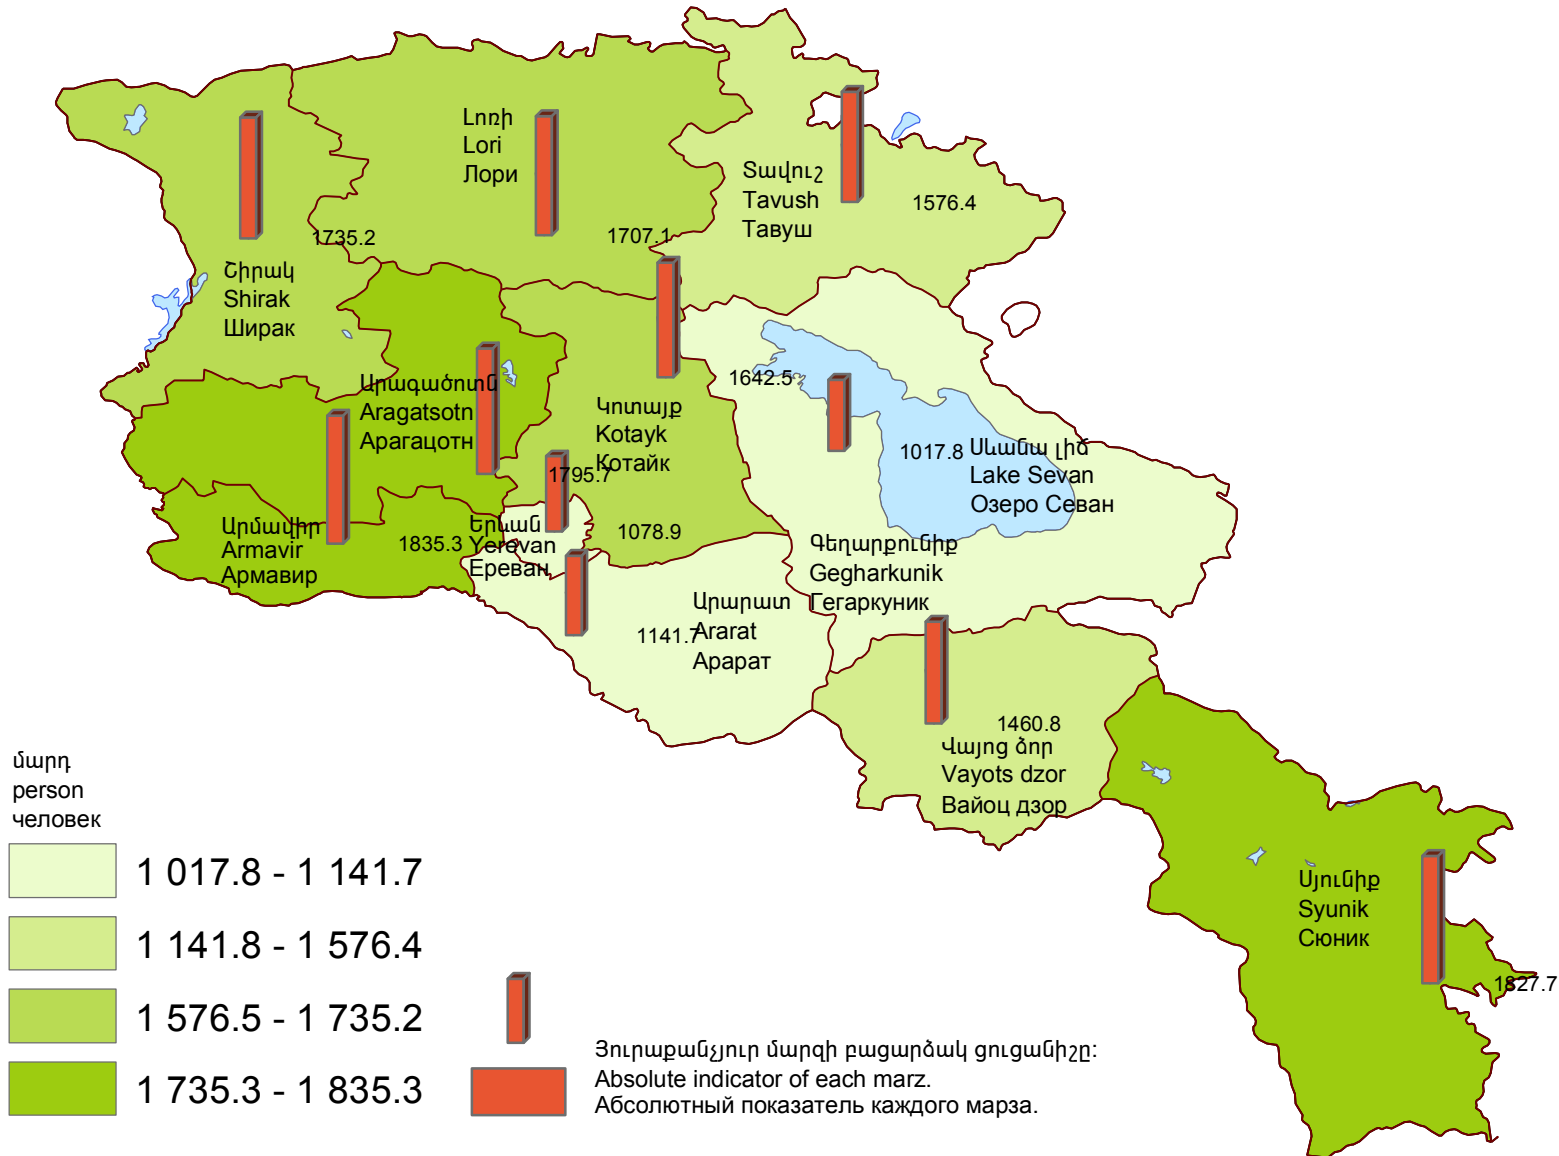 Լոռի
Lori
Лори
Տավուշ
Tavush
Тавуш
1576.4
1735.2
1707.1
Շիրակ
Shirak
Ширак
Արագածոտն
Aragatsotn
Арагацотн
1642.5
Կոտայք
Kotayk
Котайк
1795.7
1017.8
Սևանա լիճ
Lake Sevan
Озеро Севан
Արմավիր
Armavir
Армавир
1835.3
Երևան
Yerevan
Ереван
1078.9
Գեղարքունիք
Gegharkunik
Гегаркуник
Արարատ
Ararat
Арарат
1141.7
1460.8
Վայոց ձոր
Vayots dzor
Вайоц дзор
Սյունիք
Syunik
Сюник
1827.7
մարդ
person
человек
1 017.8 - 1 141.7
1 141.8 - 1 576.4
1 576.5 - 1 735.2
1 735.3 - 1 835.3
Յուրաքանչյուր մարզի բացարձակ ցուցանիշը:
Absolute indicator of each marz.
Абсолютный показатель каждого марза.